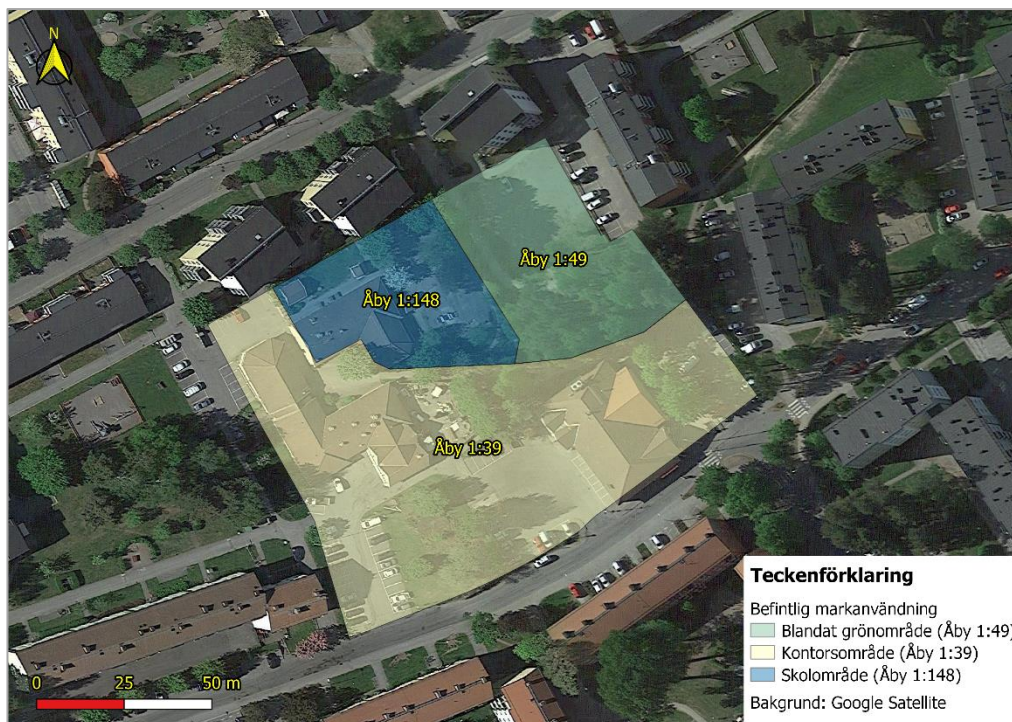 N
Åby 1:49
Åby 1:148
Åby 1:39
0 25 50 m
Teckenförklaring
Befintlig markanvändning
Blandat grönområde (Åby 1:49)
Kontorsområde (Åby 1:39)
Skolområde (Åby 1:148)
Bakgrund: Google Satellite